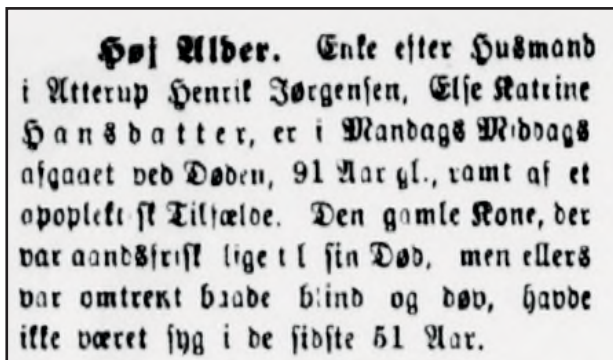 Høj Alder. Enke efter Husmand
i Atterup Henrik Jørgensen, Else Katrine
Hansdatter, er i Mandags Middags
afgaaet ved Døden, 91 Aar gl., ramt af et
apoplektisk Tilfælde. Den gamle Kone, der
var aandsfrisk lige til sin Død, men ellers
var omtrent baade blind og døv, havde
ikke været syg i de sidste 51 Aar.